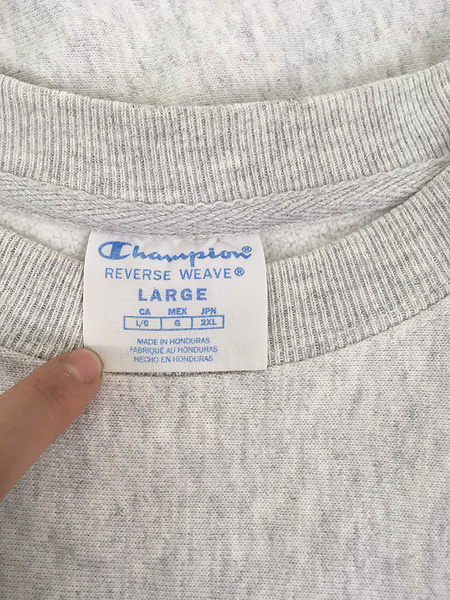 Champion®
REVERSE WEAVE®
LARGE
CA MEX JPN
L/G G 2XL
MADE IN HONDURAS
FABRIQUÉ AU HONDURAS
HECHO EN HONDURAS